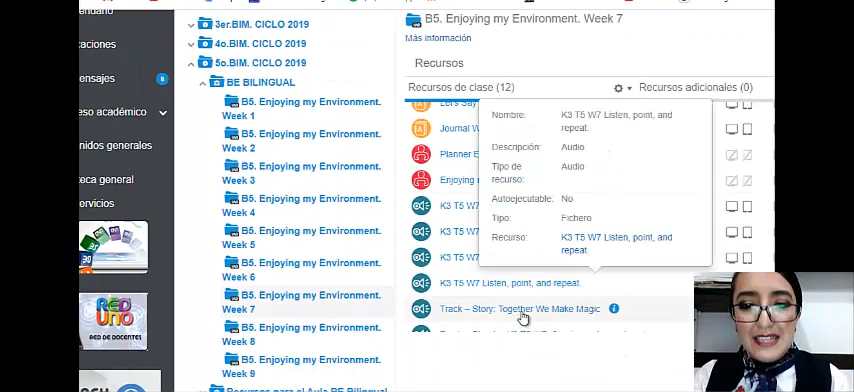 aciones
ensajes
8
eso académico
nidos generales
teca general
ervicios
RED
UNO
RED DE DOCENTES
3er.BIM. CICLO 2019
4o.BIM. CICLO 2019
5o.BIM. CICLO 2019
BE BILINGUAL
B5. Enjoying my Environment.
Week 1
B5. Enjoying my Environment.
Week 2
B5. Enjoying my Environment.
Week 3
B5. Enjoying my Environment.
Week 4
B5. Enjoying my Environment.
Week 5
B5. Enjoying my Environment.
Week 6
B5. Enjoying my Environment.
Week 7
B5. Enjoying my Environment.
Week 8
B5. Enjoying my Environment.
Week 9
B5. Enjoying my Environment. Week 7
Más información
Recursos
Recursos de clase (12)
Recursos adicionales (0)
Let's Say
Journal W
Planner E
Enjoying
K3 T5 W7
K3 T5 W
K3 T5 W
K3 T5 W7 Listen, point, and repeat.
Track – Story: Together We Make Magic
Nombre: K3 T5 W7 Listen, point, and
repeat.
Descripción: Audio
Tipo de Audio
recurso:
Autoejecutable: No
Tipo: Fichero
Recurso: K3 T5 W7 Listen, point, and
repeat.